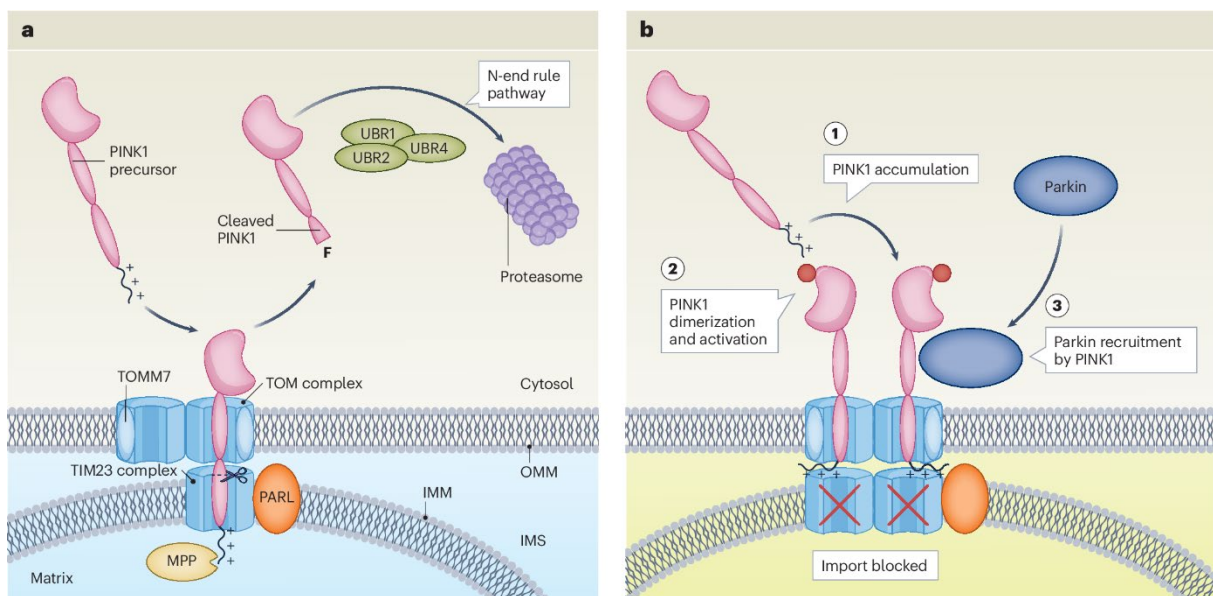 a
N-end rule
pathway
UBR1
UBR2
UBR4
PINK1
precursor
Cleaved
PINK1
F
Proteasome
+
+
+
TOMM7
TOM complex
Cytosol
TIM23 complex
OMM
PARL
IMM
IMS
+
+
+
MPP
Matrix
b
1
PINK1 accumulation
Parkin
+
+
+
2
PINK1
dimerization
and activation
3
Parkin recruitment
by PINK1
+ + +
+ + +
Import blocked